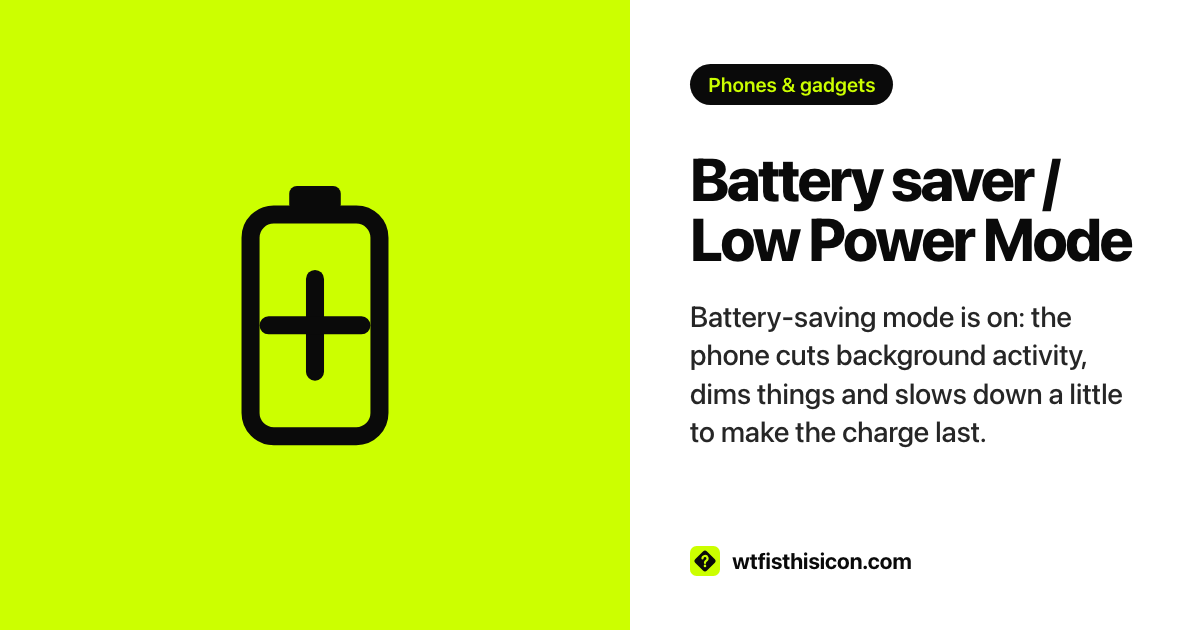 Phones & gadgets
Battery saver /
Low Power Mode
Battery-saving mode is on: the
phone cuts background activity,
dims things and slows down a little
to make the charge last.
?
wtfisthisicon.com